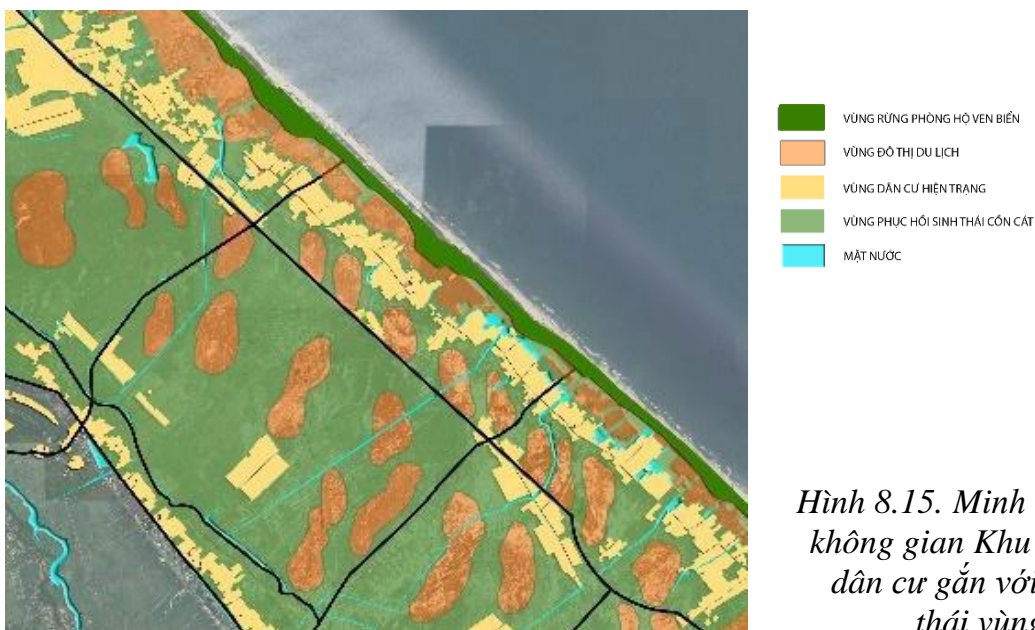 VÙNG RỪNG PHÒNG HỘ VEN BIỂN
VÙNG ĐÔ THỊ DU LỊCH
VÙNG DÂN CƯ HIỆN TRẠNG
VÙNG PHỤC HỒI SINH THÁI CỒN CÁT
MẶT NƯỚC
Hình 8.15. Minh
không gian Khu
dân cư gắn với
thái vùng